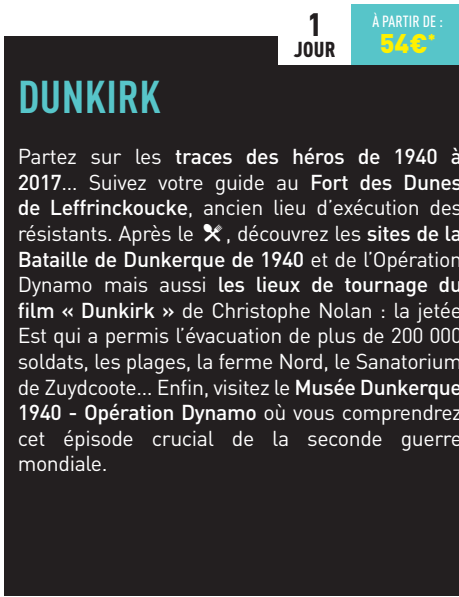 1
JOUR
À PARTIR DE :
54€*
DUNKIRK
Partez sur les traces des héros de 1940 à
2017... Suivez votre guide au Fort des Dunes
de Leffrinckoucke, ancien lieu d’exécution des
résistants. Après le , découvrez les sites de la
Bataille de Dunkerque de 1940 et de l’Opération
Dynamo mais aussi les lieux de tournage du
film « Dunkirk » de Christophe Nolan : la jetée
Est qui a permis l’évacuation de plus de 200 000
soldats, les plages, la ferme Nord, le Sanatorium
de Zuydcoote... Enfin, visitez le Musée Dunkerque
1940 - Opération Dynamo où vous comprendrez
cet épisode crucial de la seconde guerre
mondiale.